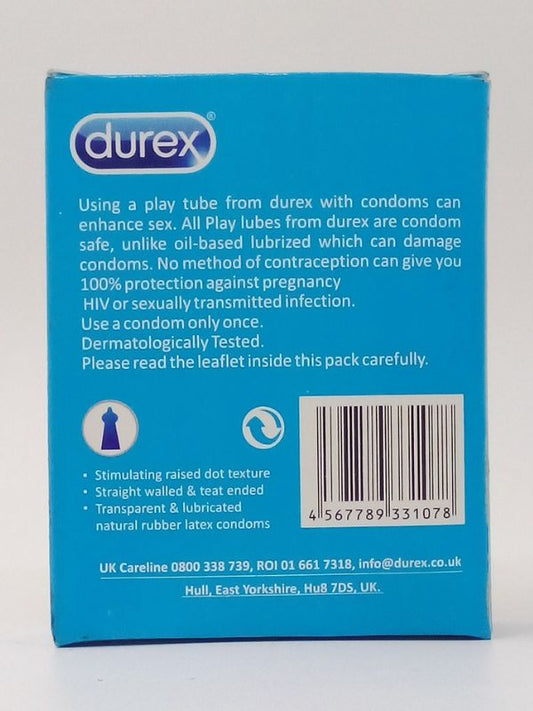 durex®
Using a play tube from durex with condoms can
enhance sex. All Play lubes from durex are condom
safe, unlike oil-based lubrized which can damage
condoms. No method of contraception can give you
100% protection against pregnancy
HIV or sexually transmitted infection.
Use a condom only once.
Dermatologically Tested.
Please read the leaflet inside this pack carefully.
• Stimulating raised dot texture
• Straight walled & teat ended
• Transparent & lubricated
natural rubber latex condoms
4 567789 331078
UK Careline 0800 338 739, ROI 01 661 7318, info@durex.co.uk
Hull, East Yorkshire, Hu8 7DS, UK.